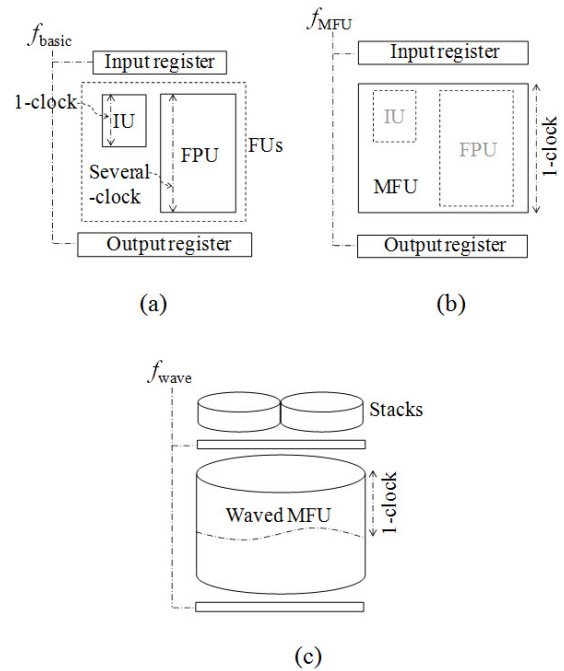 f_basic
Input register
1-clock
IU
FPU
FUs
Several
-clock
Output register
(a)
f_MFU
Input register
IU
FPU
MFU
1-clock
Output register
(b)
f_wave
Stacks
Waved MFU
1-clock
(c)